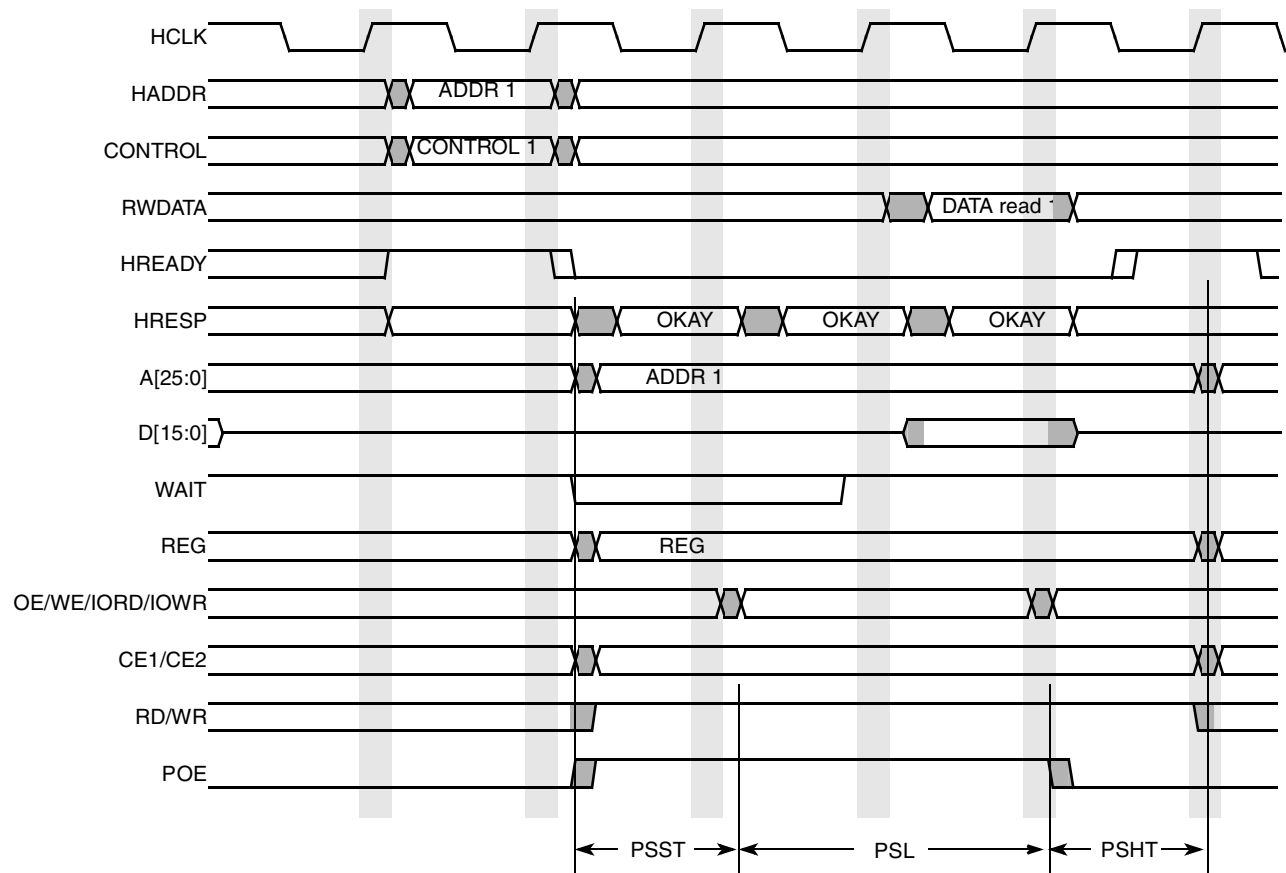 HCLK
HADDR ADDR 1
CONTROL CONTROL 1
RWDATA DATA read 1
HREADY
HRESP OKAY OKAY OKAY
A[25:0] ADDR 1
D[15:0]
WAIT
REG REG
OE/WE/IORD/IOWR
CE1/CE2
RD/WR
POE
PSST PSL PSHT